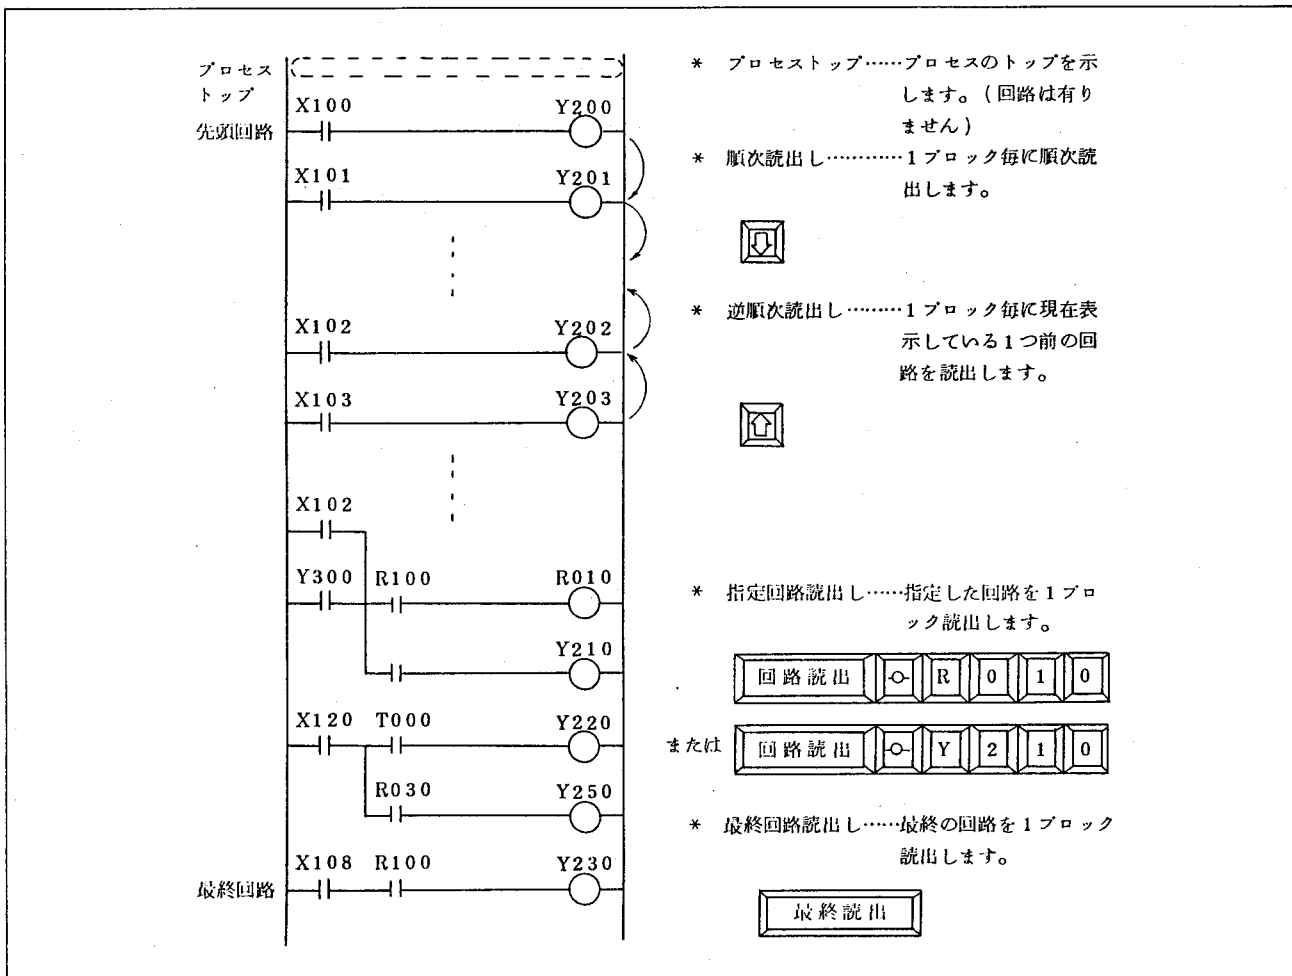 プロセス
トップ
X100 Y200
先頭回路
X101 Y201
X102 Y202
X103 Y203
X102
Y300 R100 R010
Y210
X120 T000 Y220
R030 Y250
X108 R100 Y230
最終回路
* プロセストップ……プロセスのトップを示
します。(回路は有り
ません)
* 順次読出し…………1ブロック毎に順次読
出します。
* 逆順次読出し………1ブロック毎に現在表
示している1つ前の回
路を読出します。
* 指定回路読出し……指定した回路を1ブロ
ック読出します。
回路読出 R 0 1 0
または 回路読出 Y 2 1 0
* 最終回路読出し……最終の回路を1ブロック
読出します。
最終読出